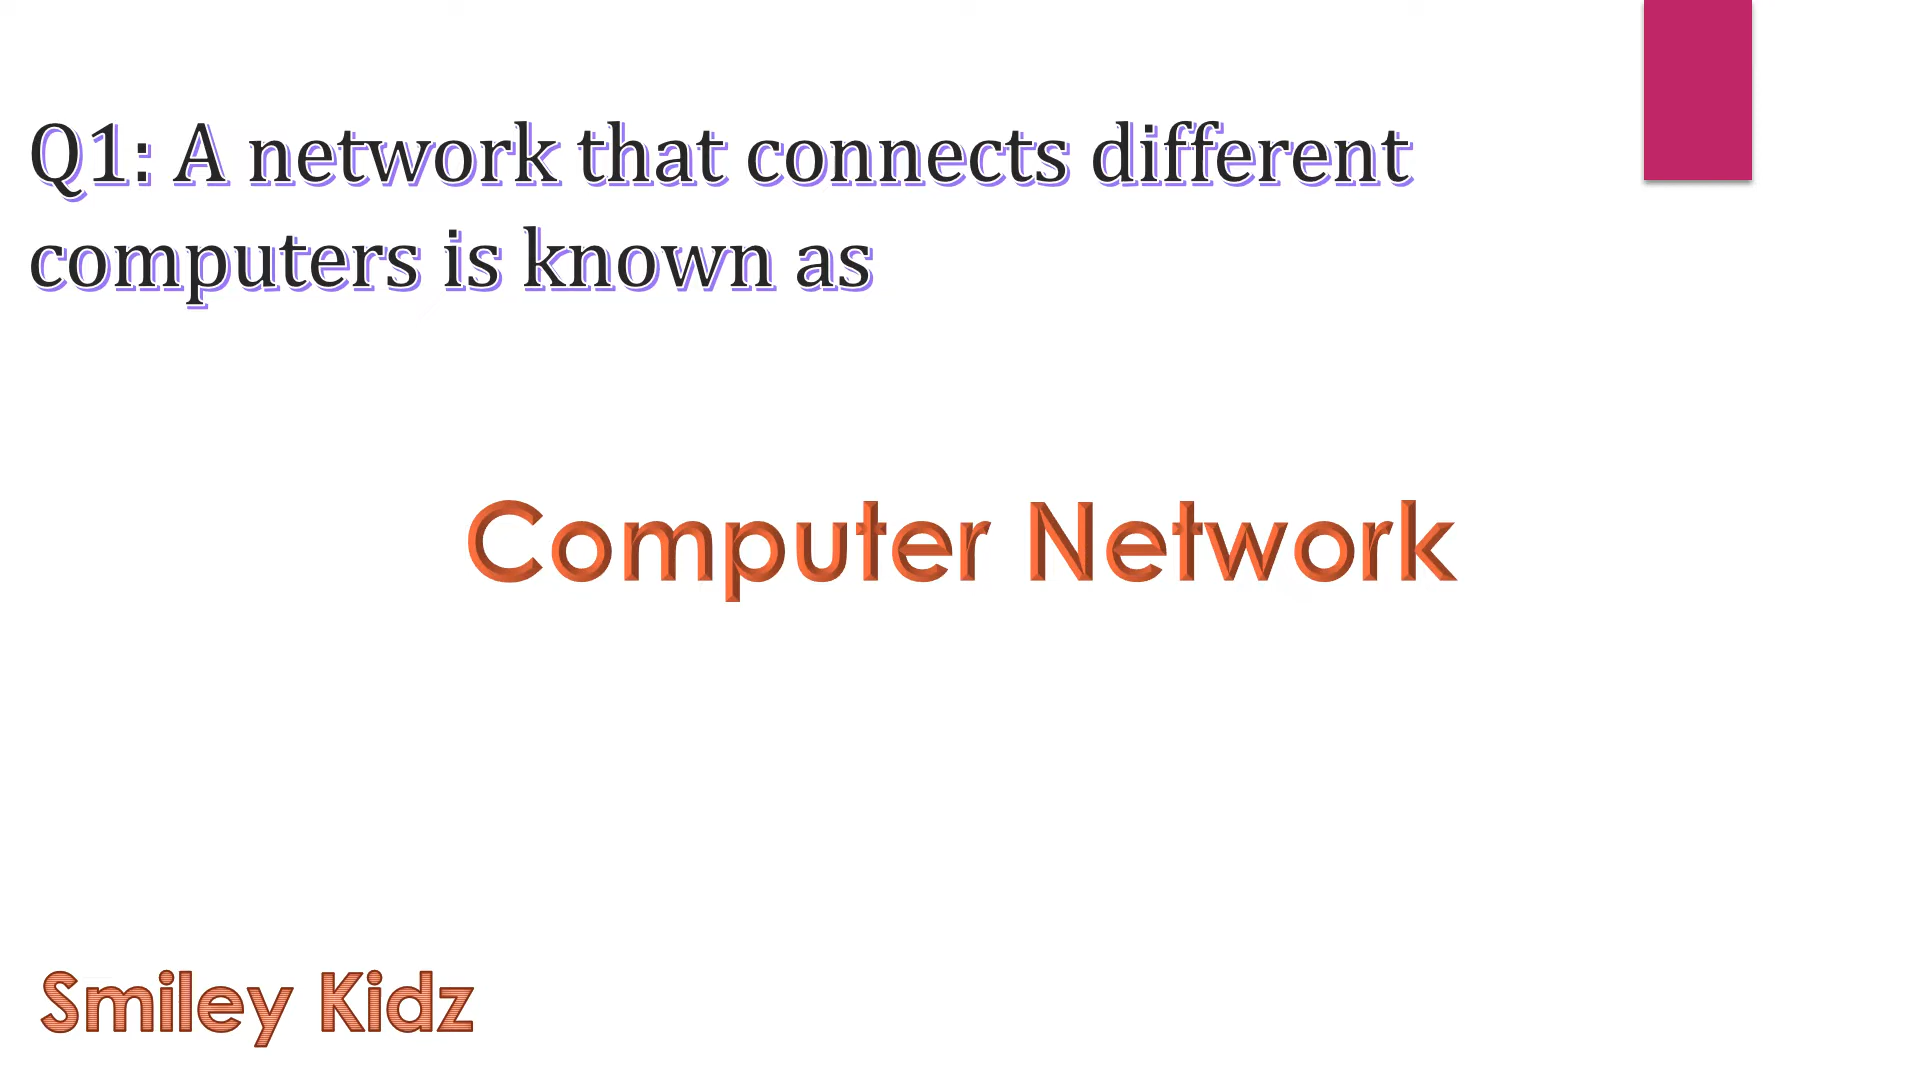 Q1: A network that connects different
computers is known as
Computer Network
Smiley Kidz